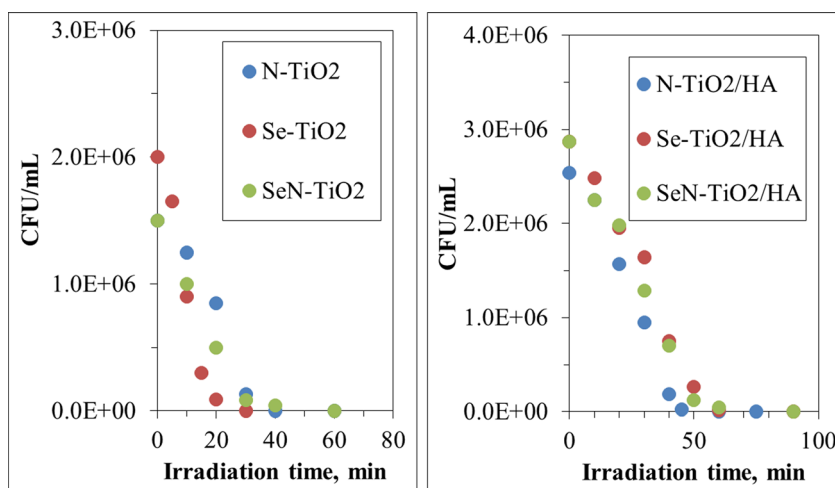 3.0E+06
2.0E+06
1.0E+06
0.0E+00
CFU/mL
N-TiO2
Se-TiO2
SeN-TiO2
0 20 40 60 80
Irradiation time, min
4.0E+06
3.0E+06
2.0E+06
1.0E+06
0.0E+00
CFU/mL
N-TiO2/HA
Se-TiO2/HA
SeN-TiO2/HA
0 50 100
Irradiation time, min